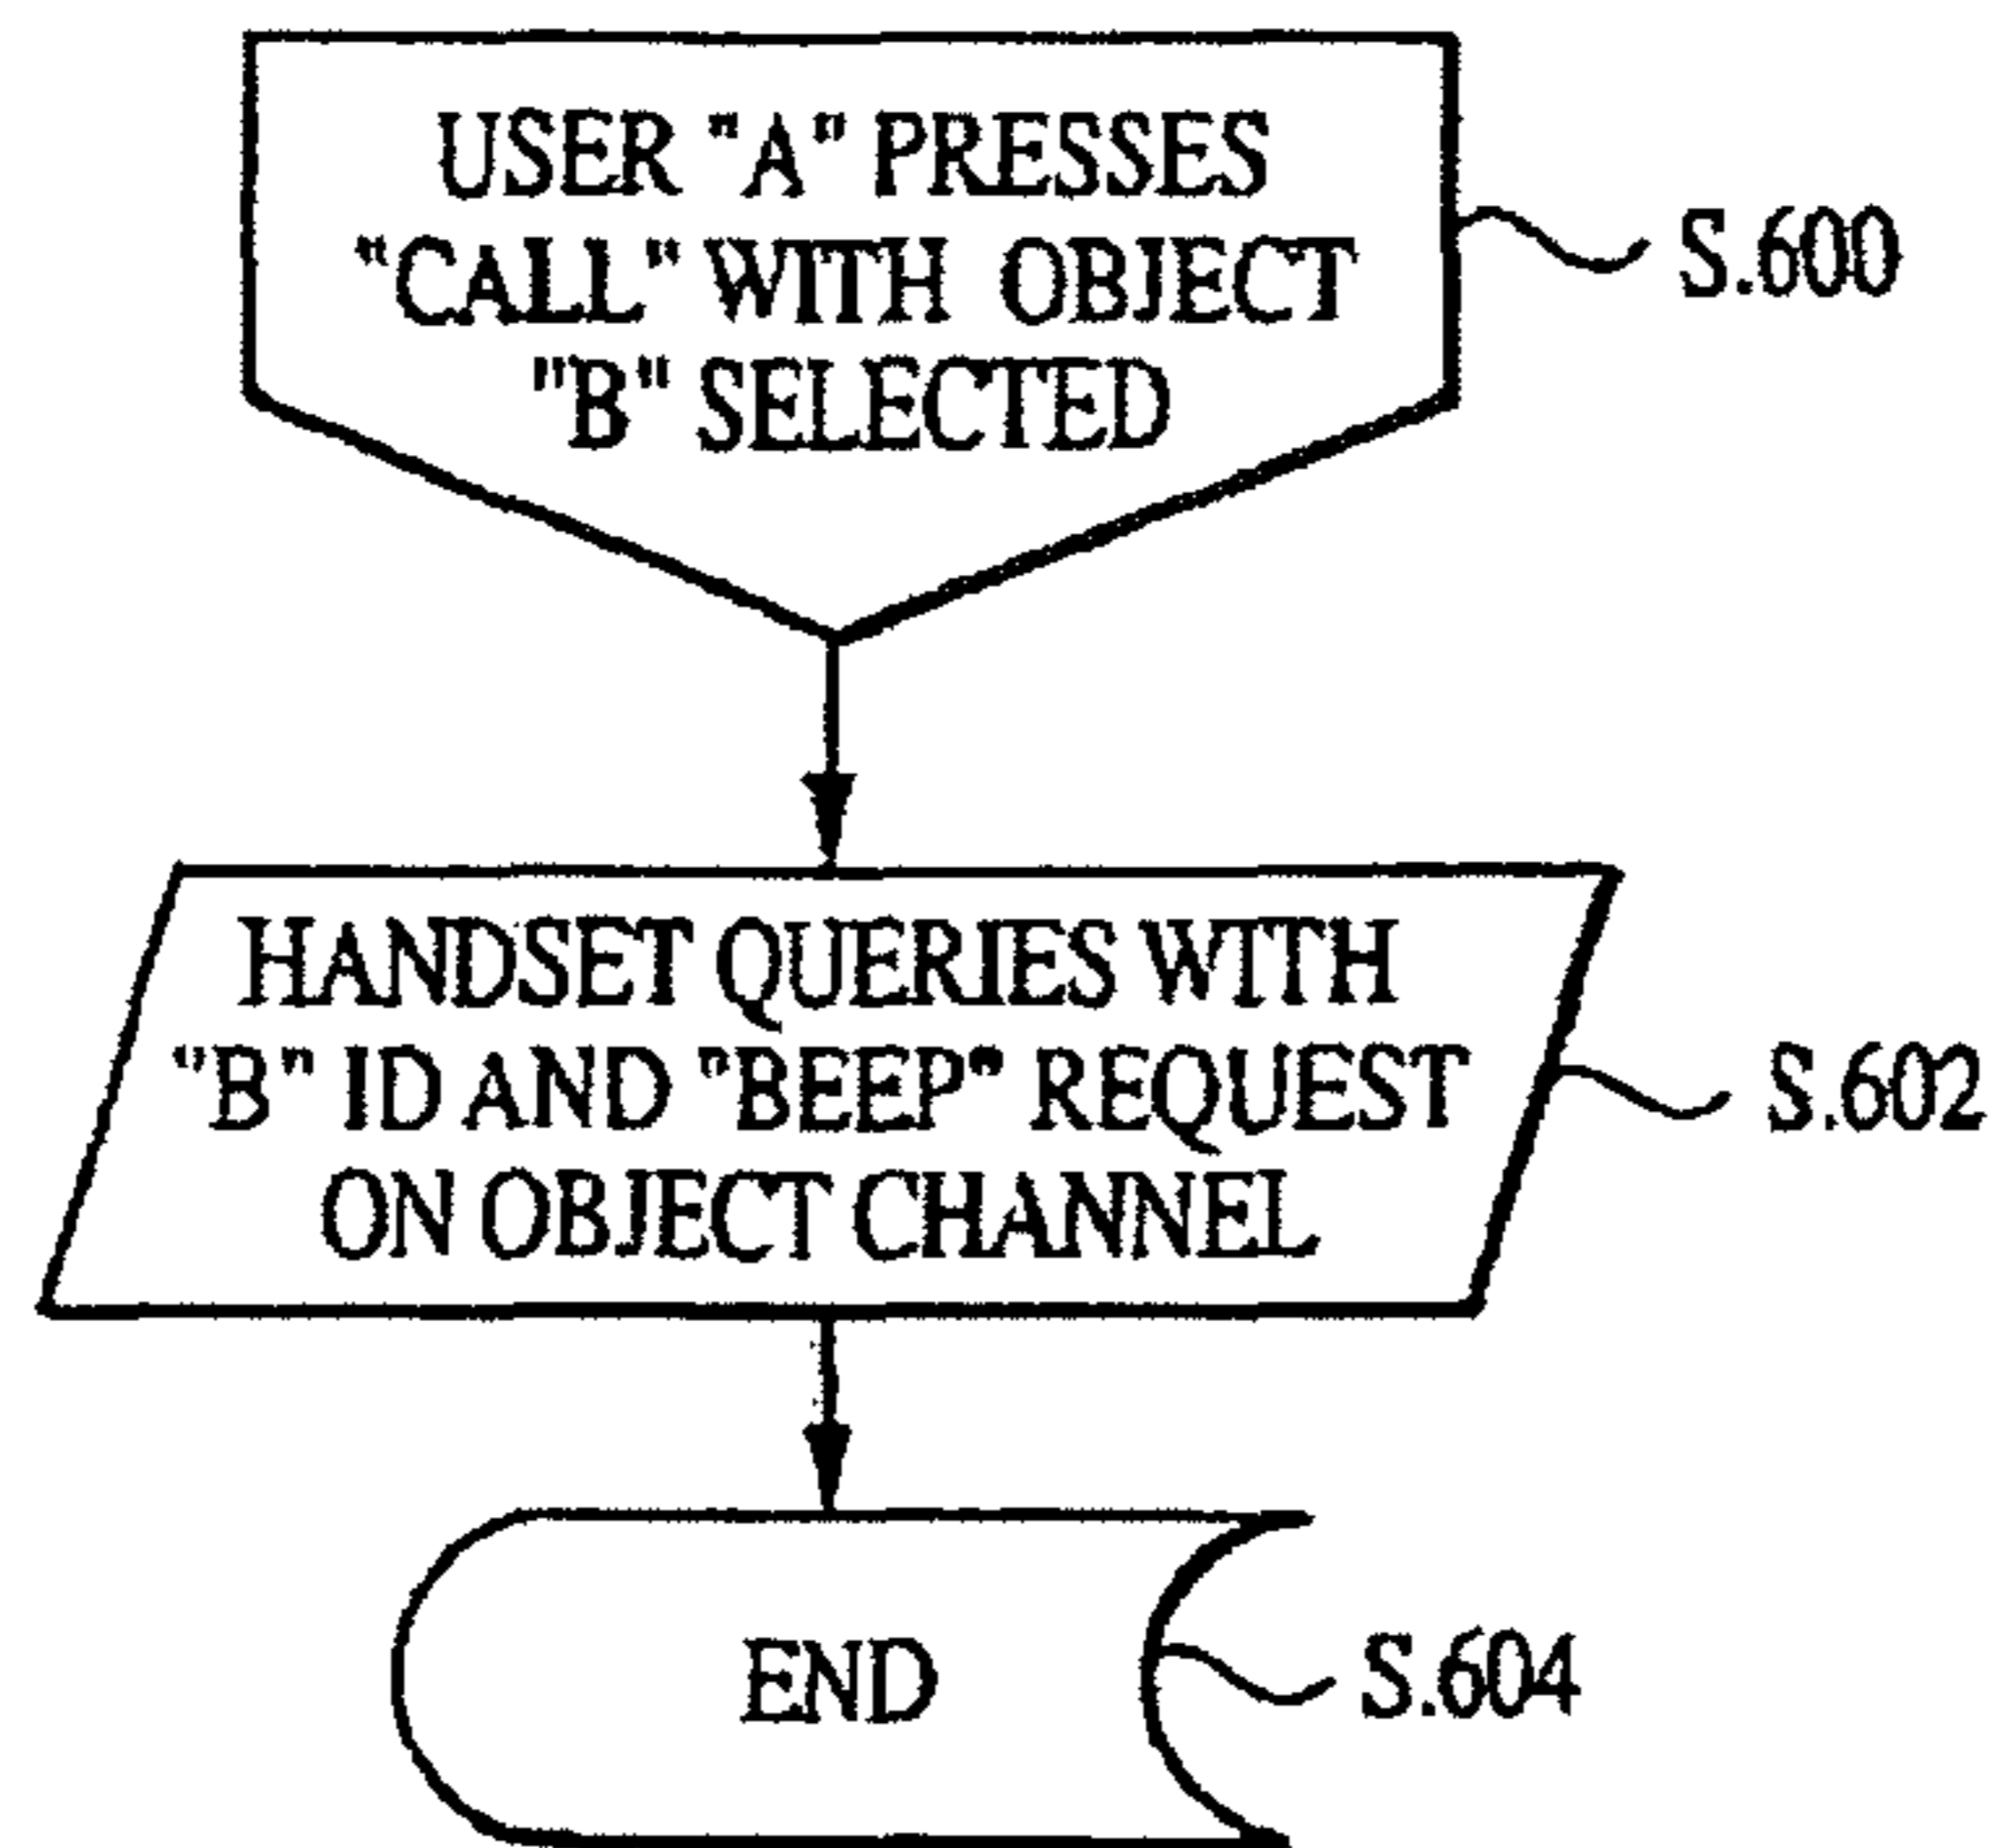 USER "A" PRESSES
"CALL" WITH OBJECT
"B" SELECTED
S.600
HANDSET QUERIES WITH
"B" ID AND "BEEP" REQUEST
ON OBJECT CHANNEL
S.602
END
S.604